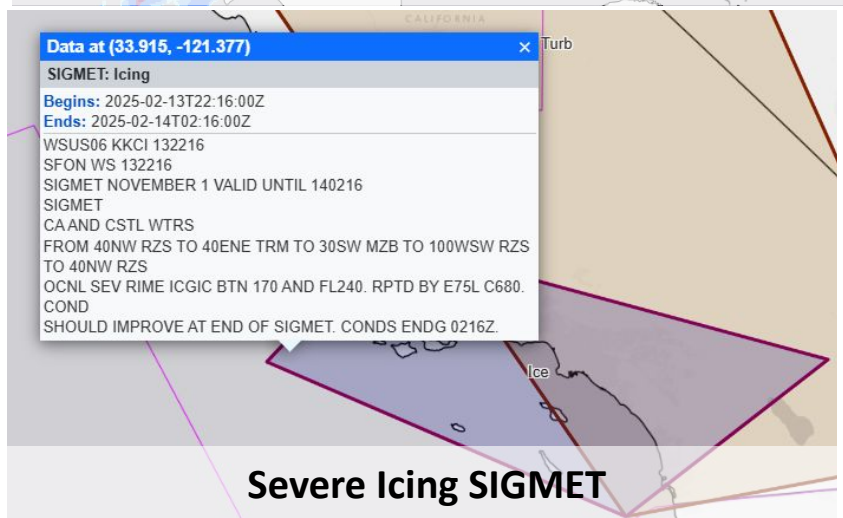 CALIFORNIA
Data at (33.915, -121.377) ×
Turb
SIGMET: Icing
Begins: 2025-02-13T22:16:00Z
Ends: 2025-02-14T02:16:00Z
WSUS06 KKCI 132216
SFON WS 132216
SIGMET NOVEMBER 1 VALID UNTIL 140216
SIGMET
CA AND CSTL WTRS
FROM 40NW RZS TO 40ENE TRM TO 30SW MZB TO 100WSW RZS
TO 40NW RZS
OCNL SEV RIME ICGIC BTN 170 AND FL240. RPTD BY E75L C680.
COND
SHOULD IMPROVE AT END OF SIGMET. CONDS ENDG 0216Z.
Ice
Severe Icing SIGMET